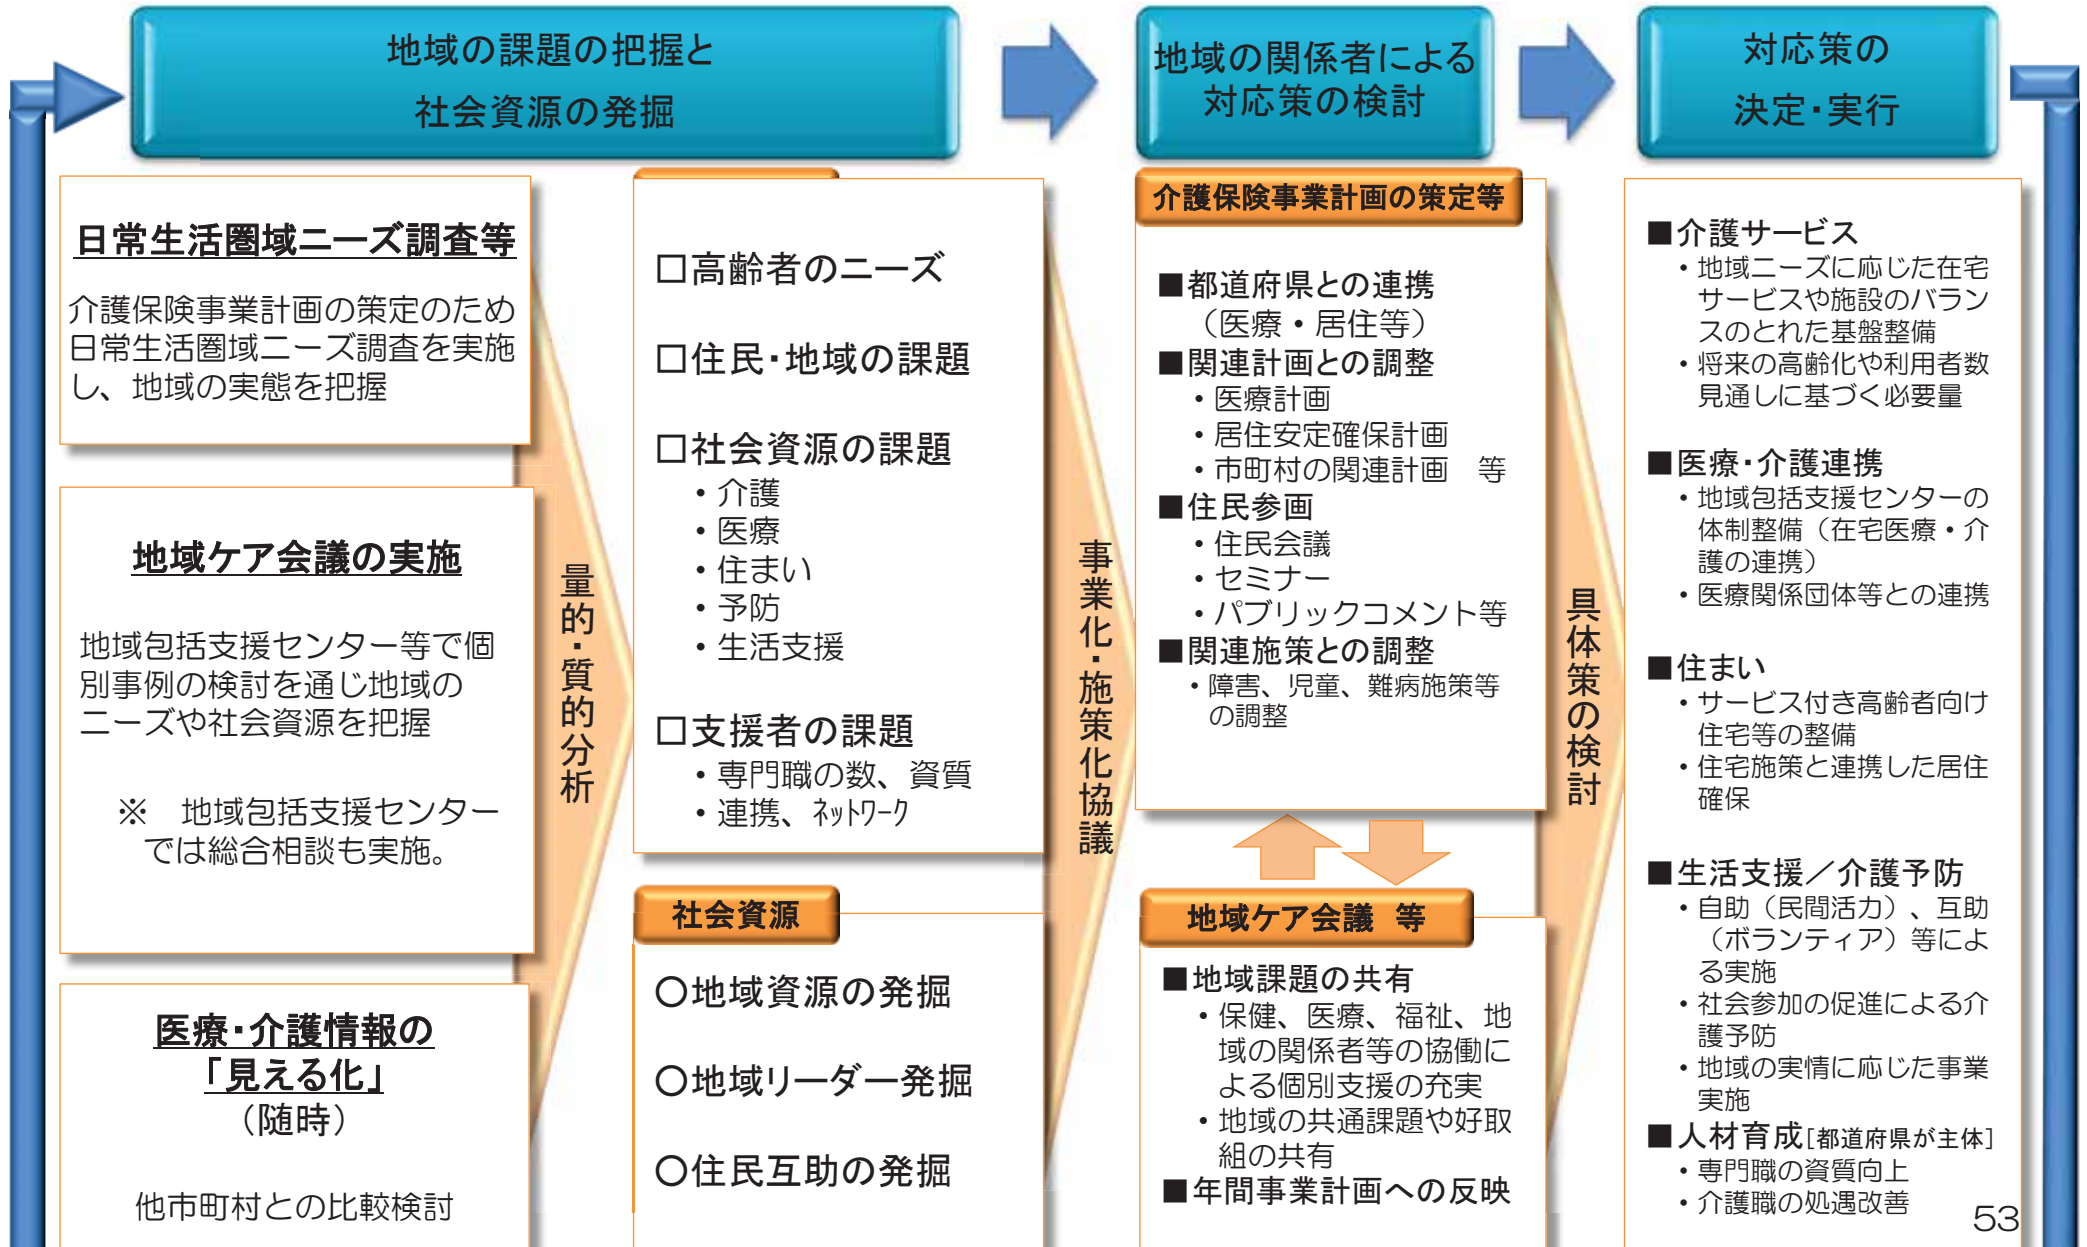 地域の課題の把握と
社会資源の発掘
地域の関係者による
対応策の検討
対応策の
決定・実行
日常生活圏域ニーズ調査等
介護保険事業計画の策定のため
日常生活圏域ニーズ調査を実施
し、地域の実態を把握
地域ケア会議の実施
地域包括支援センター等で個
別事例の検討を通じ地域の
ニーズや社会資源を把握
※　地域包括支援センター
では総合相談も実施。
医療・介護情報の
「見える化」
（随時）
他市町村との比較検討
量的・質的分析
□高齢者のニーズ
□住民・地域の課題
□社会資源の課題
・介護
・医療
・住まい
・予防
・生活支援
□支援者の課題
・専門職の数、資質
・連携、ﾈｯﾄﾜｰｸ
社会資源
○地域資源の発掘
○地域リーダー発掘
○住民互助の発掘
事業化・施策化協議
介護保険事業計画の策定等
■都道府県との連携
（医療・居住等）
■関連計画との調整
・医療計画
・居住安定確保計画
・市町村の関連計画　等
■住民参画
・住民会議
・セミナー
・パブリックコメント等
■関連施策との調整
・障害、児童、難病施策等
の調整
地域ケア会議 等
■地域課題の共有
・保健、医療、福祉、地
域の関係者等の協働に
よる個別支援の充実
・地域の共通課題や好取
組の共有
■年間事業計画への反映
具体策の検討
■介護サービス
・地域ニーズに応じた在宅
サービスや施設のバラン
スのとれた基盤整備
・将来の高齢化や利用者数
見通しに基づく必要量
■医療・介護連携
・地域包括支援センターの
体制整備（在宅医療・介
護の連携）
・医療関係団体等との連携
■住まい
・サービス付き高齢者向け
住宅等の整備
・住宅施策と連携した居住
確保
■生活支援／介護予防
・自助（民間活力）、互助
（ボランティア）等によ
る実施
・社会参加の促進による介
護予防
・地域の実情に応じた事業
実施
■人材育成[都道府県が主体]
・専門職の資質向上
・介護職の処遇改善
53